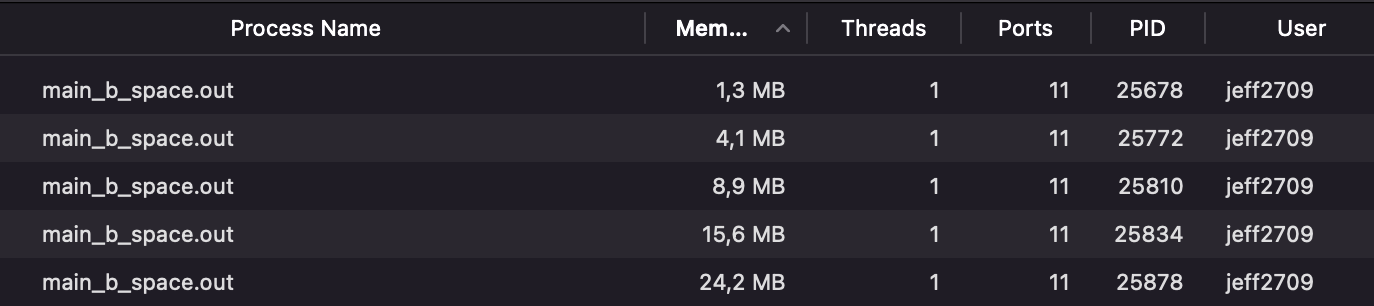 Process Name Mem... Threads Ports PID User
main_b_space.out 1,3 MB 1 11 25678 jeff2709
main_b_space.out 4,1 MB 1 11 25772 jeff2709
main_b_space.out 8,9 MB 1 11 25810 jeff2709
main_b_space.out 15,6 MB 1 11 25834 jeff2709
main_b_space.out 24,2 MB 1 11 25878 jeff2709